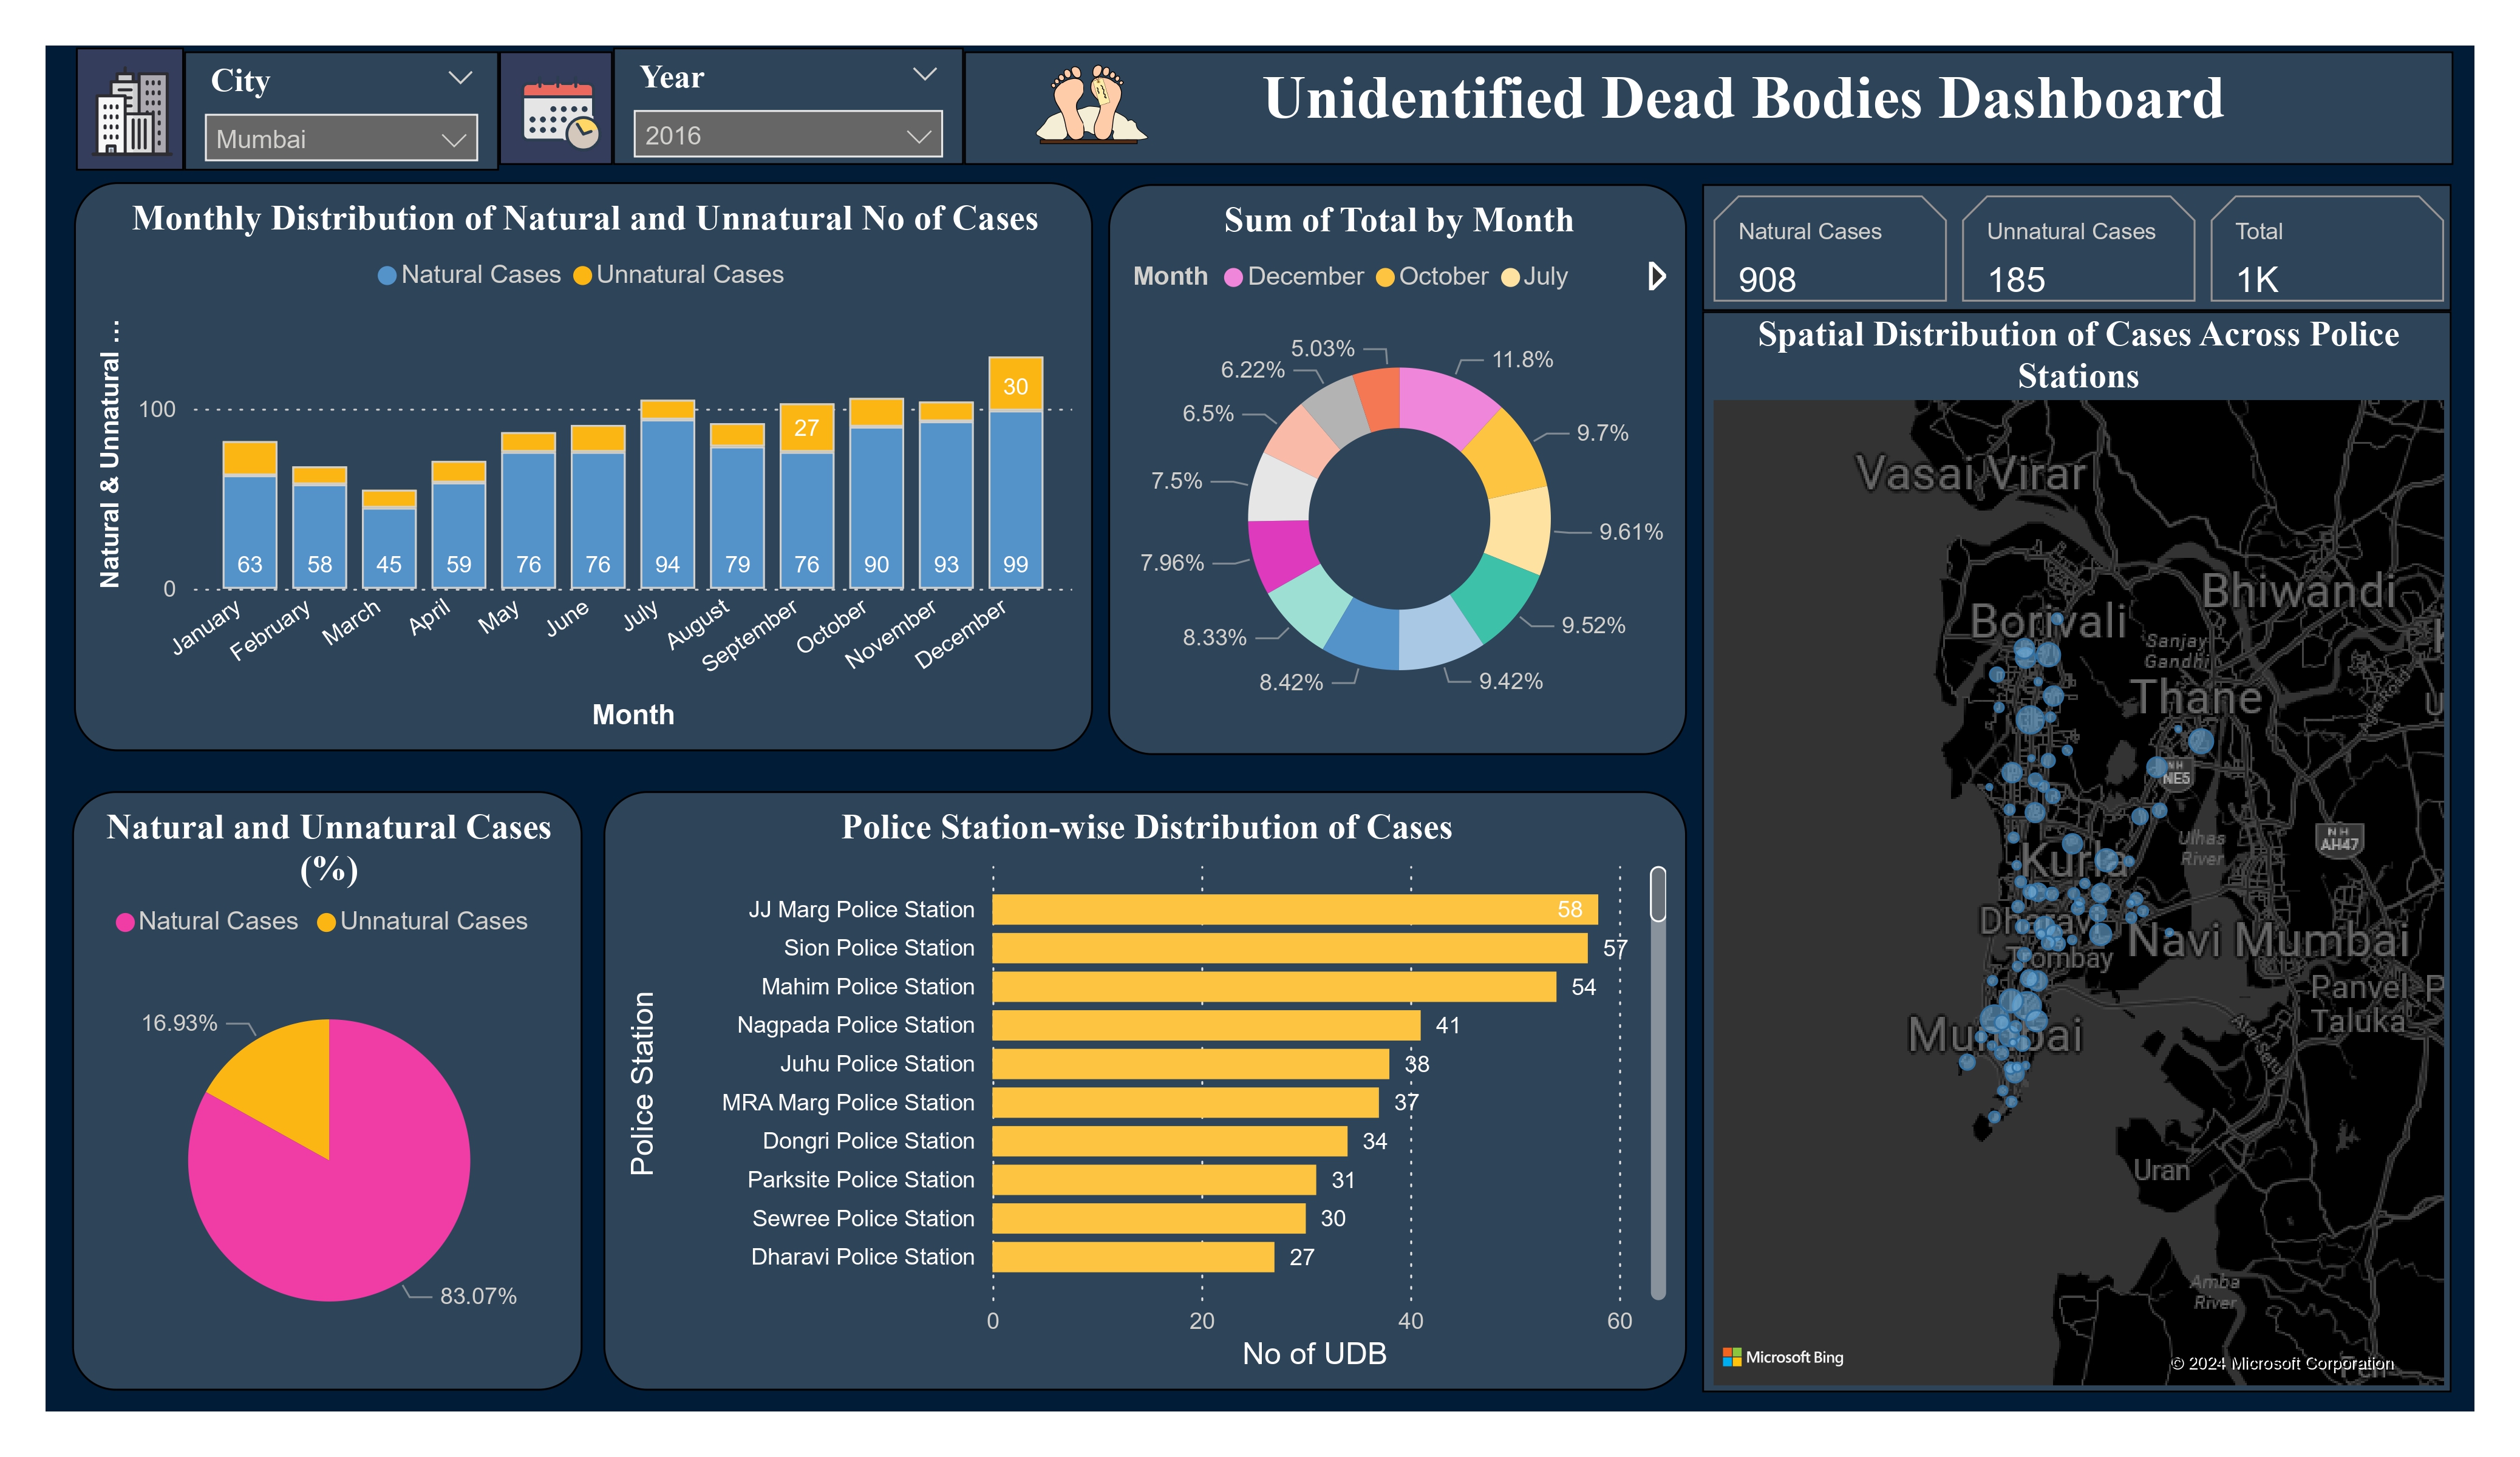 City
Mumbai
Year
2016
Unidentified Dead Bodies Dashboard
Monthly Distribution of Natural and Unnatural No of Cases
Natural Cases Unnatural Cases
Natural & Unnatural ...
100
0
30
27
63 58 45 59 76 76 94 79 76 90 93 99
January February March April May June July August September October November December
Month
Sum of Total by Month
Month December October July
11.8%
9.7%
9.61%
9.52%
9.42%
8.42%
8.33%
7.96%
7.5%
6.5%
6.22%
5.03%
Natural Cases
908
Unnatural Cases
185
Total
1K
Spatial Distribution of Cases Across Police
Stations
Vasai Virar
Bhiwandi
Borivali
Sanjay
Gandhi
Thane
NH
NE5
Ulhas
River
NH
AH47
Kurla
Dharavi
Navi Mumbai
Trombay
Panvel
Taluka
Mumbai
Atal Setu
Uran
Amba
River
Pen
Microsoft Bing
© 2024 Microsoft Corporation
Natural and Unnatural Cases
(%)
Natural Cases Unnatural Cases
16.93%
83.07%
Police Station-wise Distribution of Cases
Police Station
JJ Marg Police Station 58
Sion Police Station 57
Mahim Police Station 54
Nagpada Police Station 41
Juhu Police Station 38
MRA Marg Police Station 37
Dongri Police Station 34
Parksite Police Station 31
Sewree Police Station 30
Dharavi Police Station 27
0 20 40 60
No of UDB